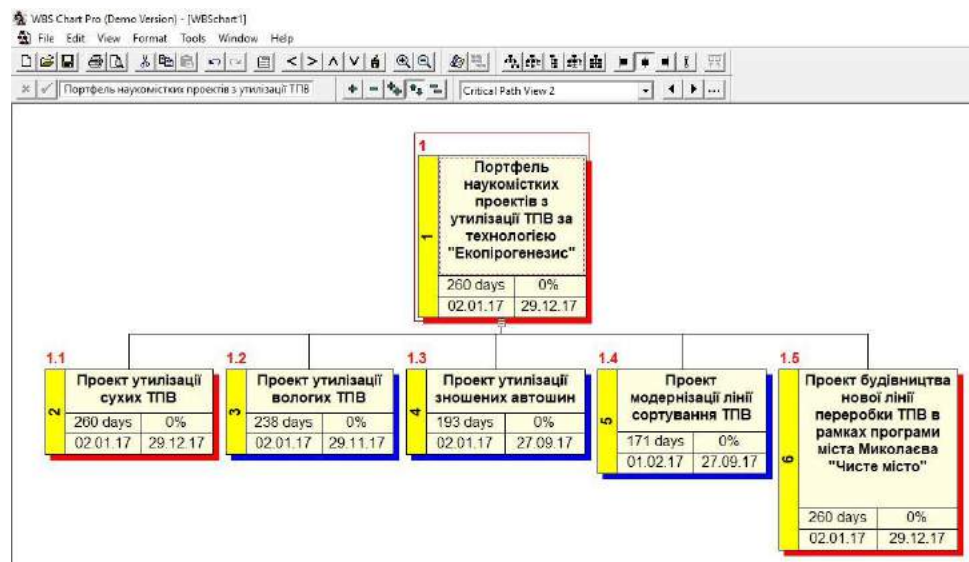 WBS Chart Pro (Demo Version) - [WBSchart1]
File Edit View Format Tools Window Help
Портфель наукомістких проектів з утилізації ТПВ
Critical Path View 2
1
Портфель
наукомістких
проектів з
утилізації ТПВ за
технологією
"Екопірогенезис"
1
260 days 0%
02.01.17 29.12.17
1.1
Проект утилізації
сухих ТПВ
2
260 days 0%
02.01.17 29.12.17
1.2
Проект утилізації
вологих ТПВ
3
238 days 0%
02.01.17 29.11.17
1.3
Проект утилізації
зношених автошин
4
193 days 0%
02.01.17 27.09.17
1.4
Проект
модернізації лінії
сортування ТПВ
5
171 days 0%
01.02.17 27.09.17
1.5
Проект будівництва
нової лінії
переробки ТПВ в
рамках програми
міста Миколаєва
"Чисте місто"
6
260 days 0%
02.01.17 29.12.17